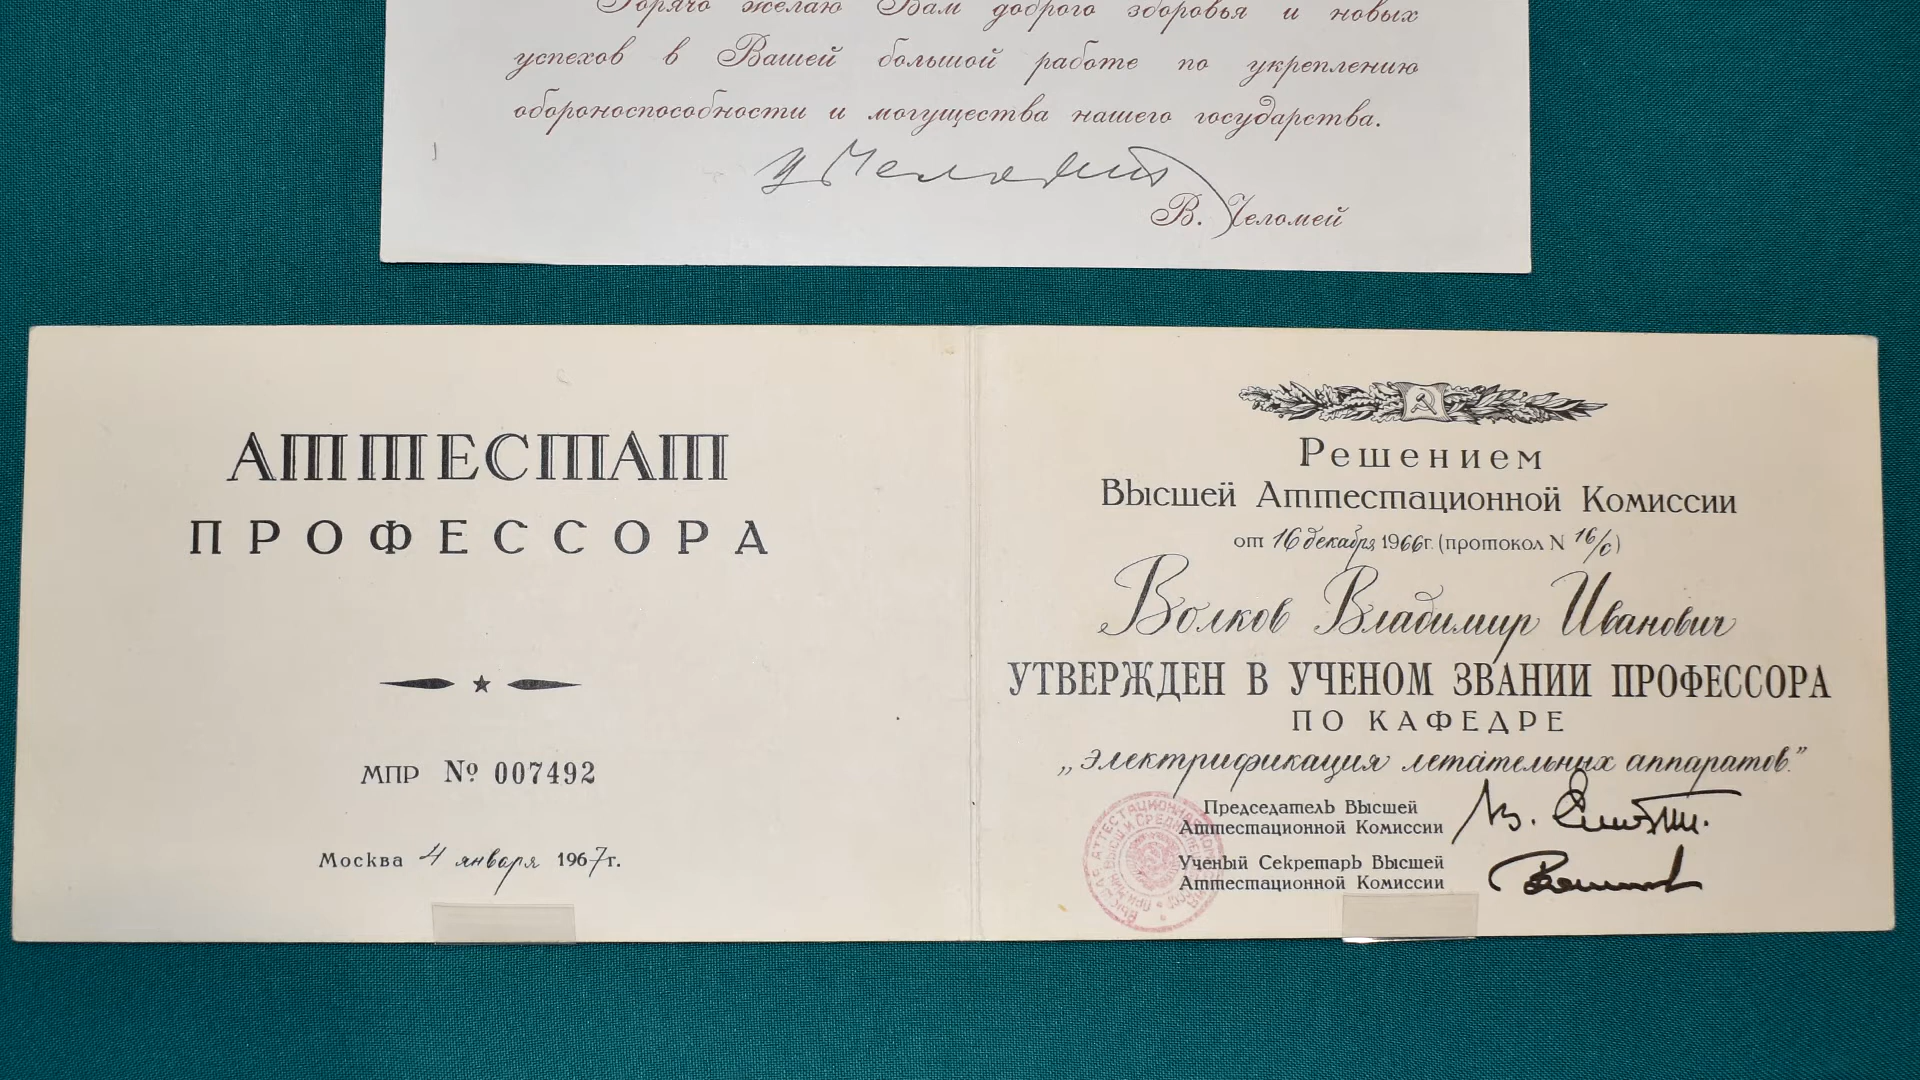 Горячо желаю Вам доброго здоровья и новых
успехов в Вашей большой работе по укреплению
обороноспособности и могущества нашего государства.
В. Челомей
АТТЕСТАТ
ПРОФЕССОРА
МПР № 007492
Москва 4 января 1967г.
Решением
Высшей Аттестационной Комиссии
от 16 декабря 1966г. (протокол N 16/с)
Волков Владимир Иванович
УТВЕРЖДЕН В УЧЕНОМ ЗВАНИИ ПРОФЕССОРА
ПО КАФЕДРЕ
„электрификация летательных аппаратов."
Председатель Высшей
Аттестационной Комиссии
Ученый Секретарь Высшей
Аттестационной Комиссии